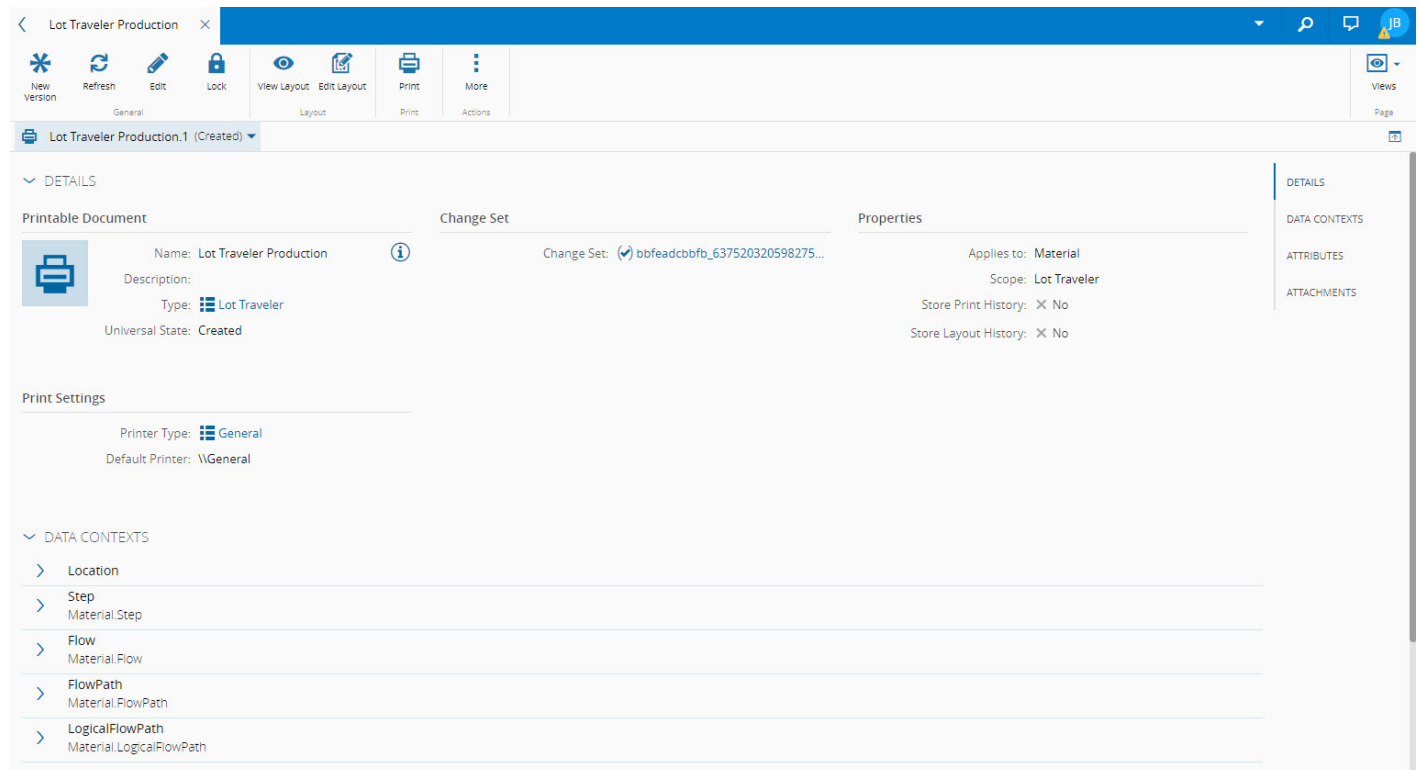 Lot Traveler Production
JB
New Version
Refresh
Edit
Lock
View Layout
Edit Layout
Print
More
Views
General
Layout
Print
Actions
Page
Lot Traveler Production.1 (Created)
DETAILS
Printable Document
Name: Lot Traveler Production
Description:
Type: Lot Traveler
Universal State: Created
Change Set
Change Set: bbfeadcbbfb_637520320598275...
Properties
Applies to: Material
Scope: Lot Traveler
Store Print History: No
Store Layout History: No
Print Settings
Printer Type: General
Default Printer: \\General
DATA CONTEXTS
Location
Step
Material.Step
Flow
Material.Flow
FlowPath
Material.FlowPath
LogicalFlowPath
Material.LogicalFlowPath
DETAILS
DATA CONTEXTS
ATTRIBUTES
ATTACHMENTS